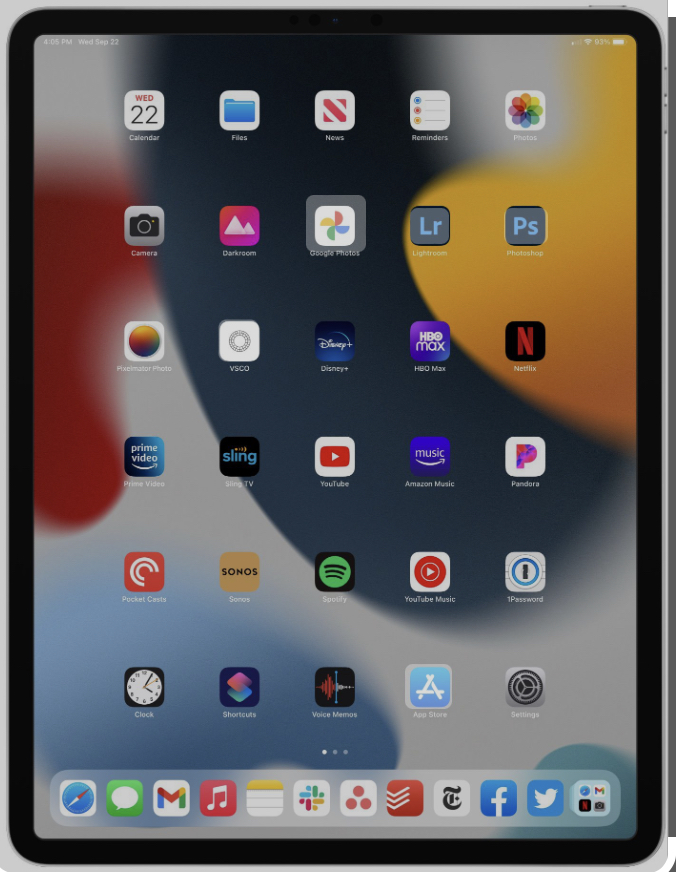 4:05 PM Wed Sep 22
93%
WED
22
Calendar
Files
News
Reminders
Photos
Lr
Ps
Camera
Darkroom
Google Photos
Lightroom
Photoshop
Disney+
HBO
max
N
Pixelmator Photo
VSCO
Disney+
HBO Max
Netflix
prime
video
sling
music
P
Prime Video
Sling TV
YouTube
Amazon Music
Pandora
SONOS
Pocket Casts
Sonos
Spotify
YouTube Music
1Password
Clock
Shortcuts
Voice Memos
App Store
Settings